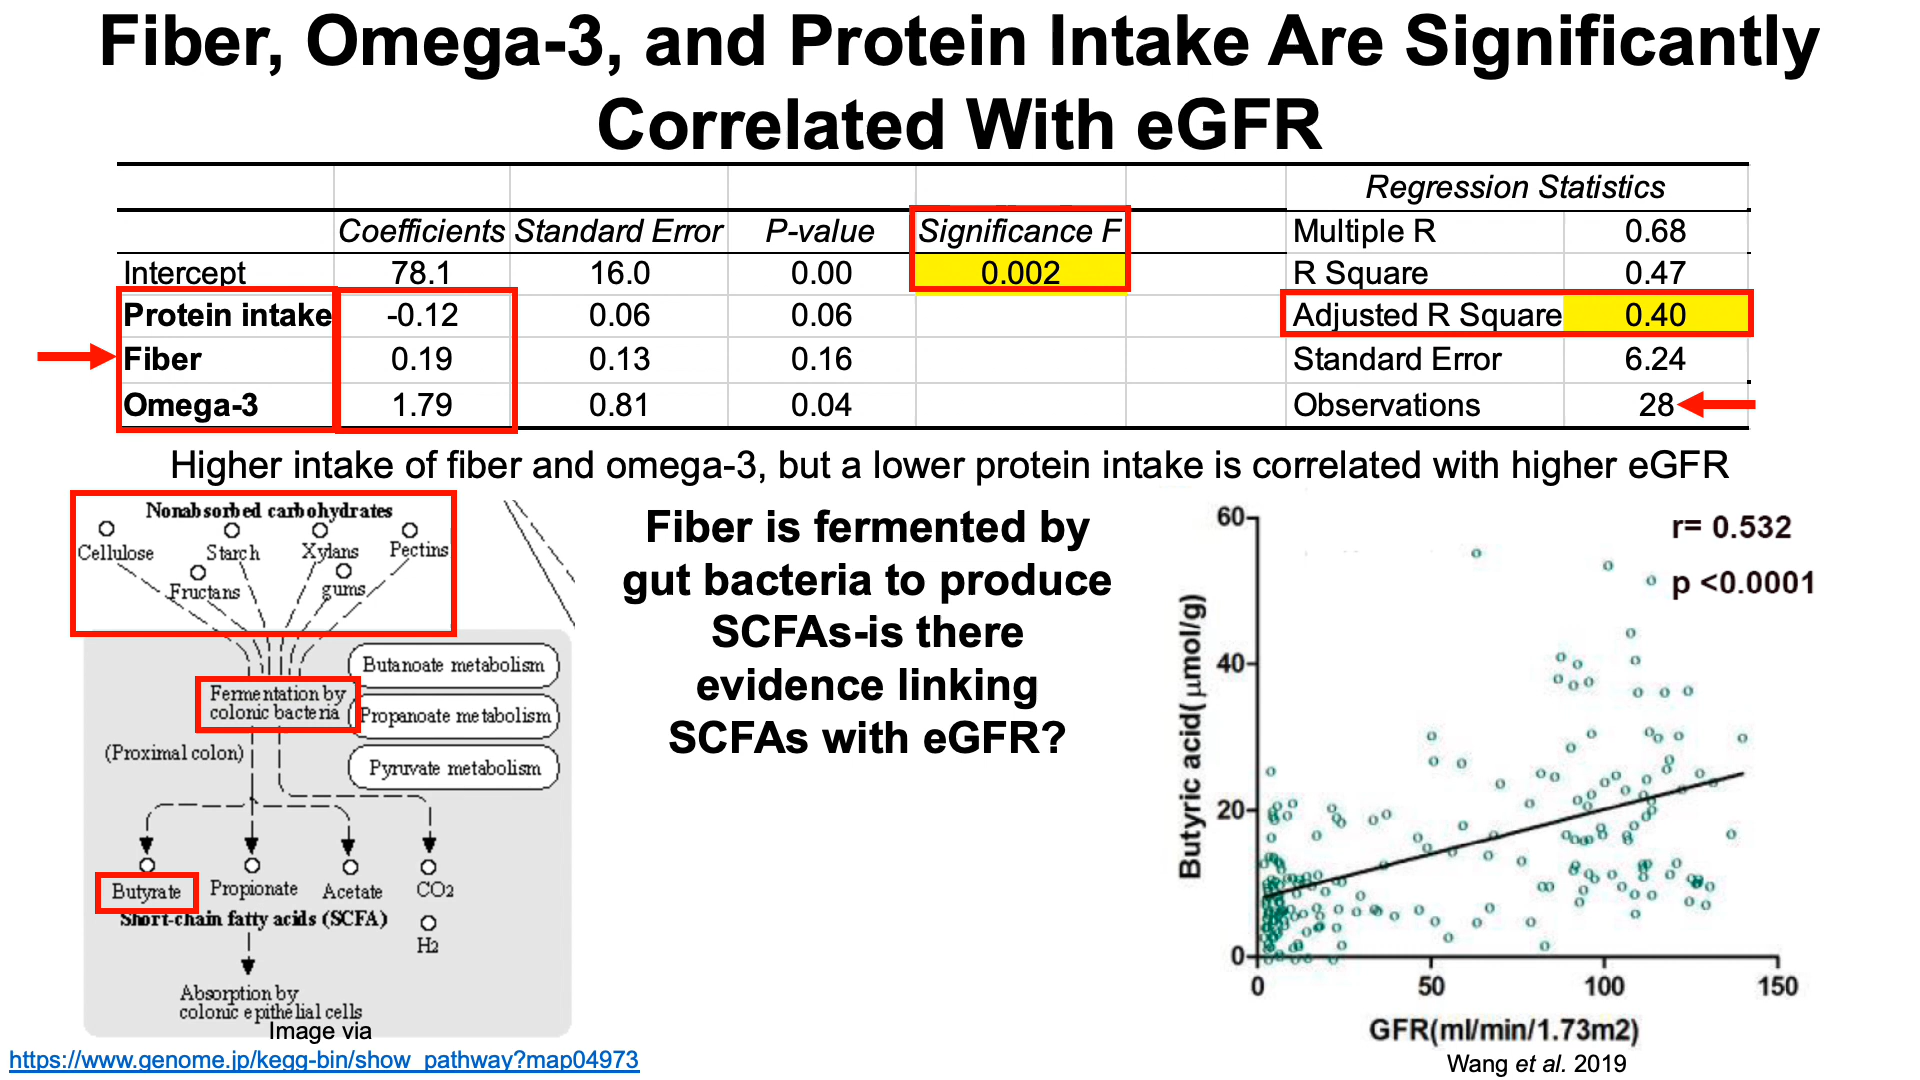 Fiber, Omega-3, and Protein Intake Are Significantly
Correlated With eGFR
Regression Statistics
Coefficients Standard Error P-value Significance F Multiple R 0.68
Intercept 78.1 16.0 0.00 0.002 R Square 0.47
Protein intake -0.12 0.06 0.06 Adjusted R Square 0.40
Fiber 0.19 0.13 0.16 Standard Error 6.24
Omega-3 1.79 0.81 0.04 Observations 28
Higher intake of fiber and omega-3, but a lower protein intake is correlated with higher eGFR
Nonabsorbed carbohydrates
Cellulose Starch Xylans Pectins
Fructans gums
Butanoate metabolism
Fermentation by
colonic bacteria
Propanoate metabolism
(Proximal colon)
Pyruvate metabolism
Butyrate Propionate Acetate CO2
Short-chain fatty acids (SCFA)
H2
Absorption by
colonic epithelial cells
Image via
https://www.genome.jp/kegg-bin/show_pathway?map04973
Fiber is fermented by
gut bacteria to produce
SCFAs-is there
evidence linking
SCFAs with eGFR?
r= 0.532
p <0.0001
60
40
20
0
Butyric acid(μmol/g)
0 50 100 150
GFR(ml/min/1.73m2)
Wang et al. 2019